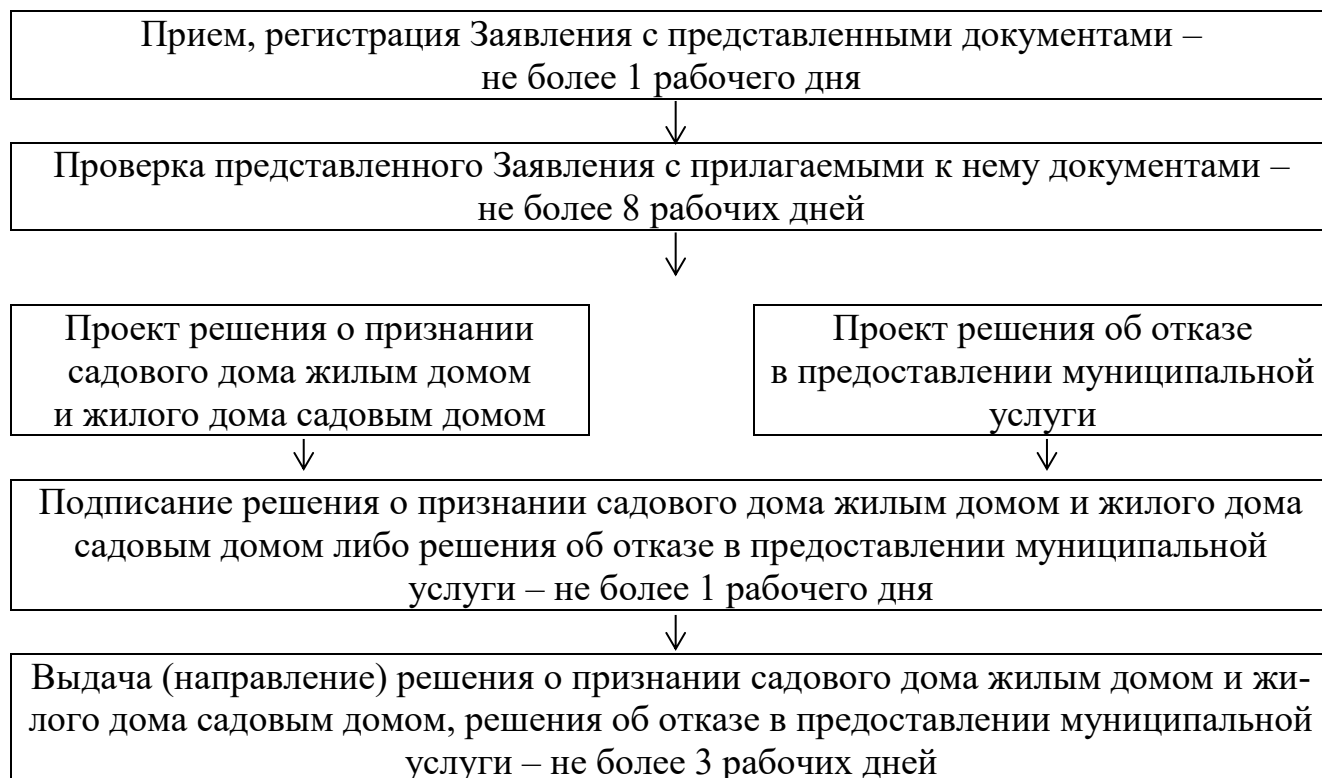 Прием, регистрация Заявления с представленными документами –
не более 1 рабочего дня
Проверка представленного Заявления с прилагаемыми к нему документами –
не более 8 рабочих дней
Проект решения о признании
садового дома жилым домом
и жилого дома садовым домом
Проект решения об отказе
в предоставлении муниципальной
услуги
Подписание решения о признании садового дома жилым домом и жилого дома
садовым домом либо решения об отказе в предоставлении муниципальной
услуги – не более 1 рабочего дня
Выдача (направление) решения о признании садового дома жилым домом и жи-
лого дома садовым домом, решения об отказе в предоставлении муниципальной
услуги – не более 3 рабочих дней